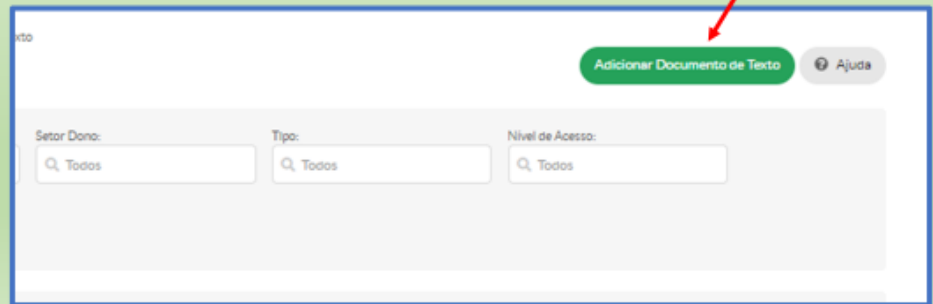 xto
Adicionar Documento de Texto
Ajuda
Setor Dono:
Tipo:
Nível de Acesso:
Todos
Todos
Todos